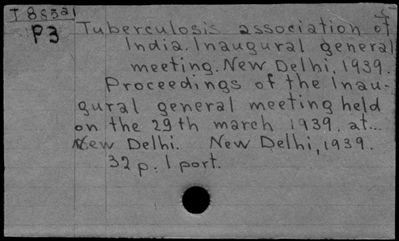 T 8S321
P3 Tuberculosis association of
India. Inaugural general
meeting. New Delhi, 1939.
Proceedings of the Inau-
gural general meeting held
on the 29th march 1939, at...
New Delhi. New Delhi, 1939.
32 p. 1 port.